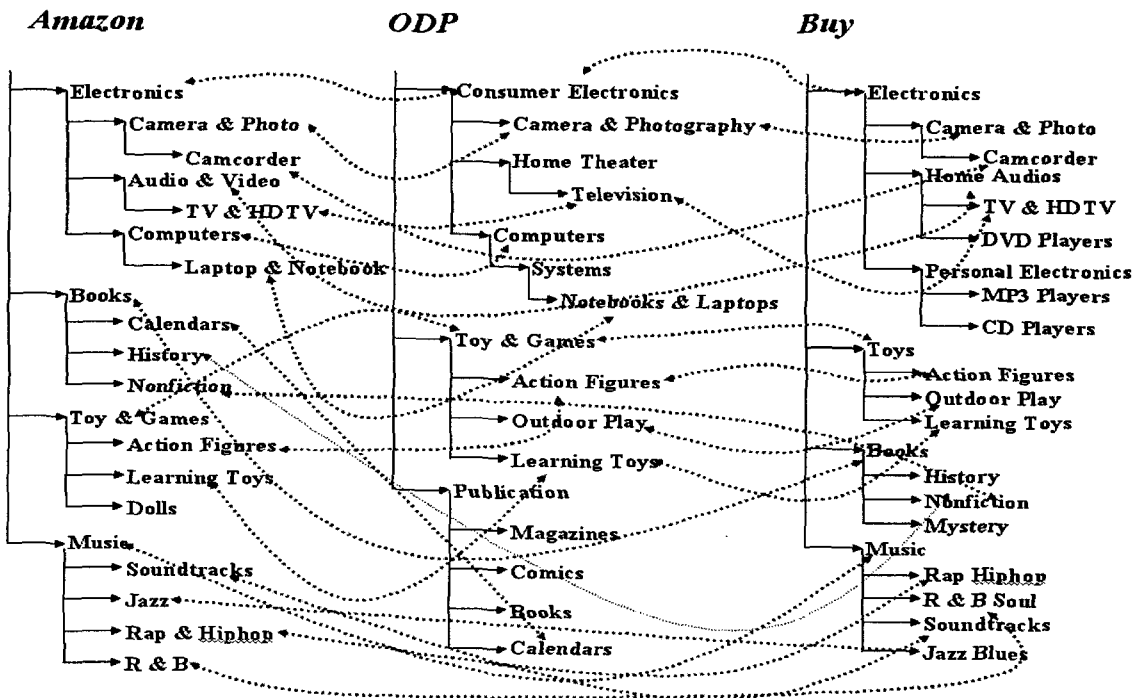 Amazon
Electronics
Camera & Photo
Camcorder
Audio & Video
TV & HDTV
Computers
Laptop & Notebook
Books
Calendars
History
Nonfiction
Toy & Games
Action Figures
Learning Toys
Dolls
Music
Soundtracks
Jazz
Rap & Hiphop
R & B
ODP
Consumer Electronics
Camera & Photography
Home Theater
Television
Computers
Systems
Notebooks & Laptops
Toy & Games
Action Figures
Outdoor Play
Learning Toys
Publication
Magazines
Comics
Books
Calendars
Buy
Electronics
Camera & Photo
Camcorder
Home Audios
TV & HDTV
DVD Players
Personal Electronics
MP3 Players
CD Players
Toys
Action Figures
Outdoor Play
Learning Toys
Books
History
Nonfiction
Mystery
Music
Rap Hiphop
R & B Soul
Soundtracks
Jazz Blues